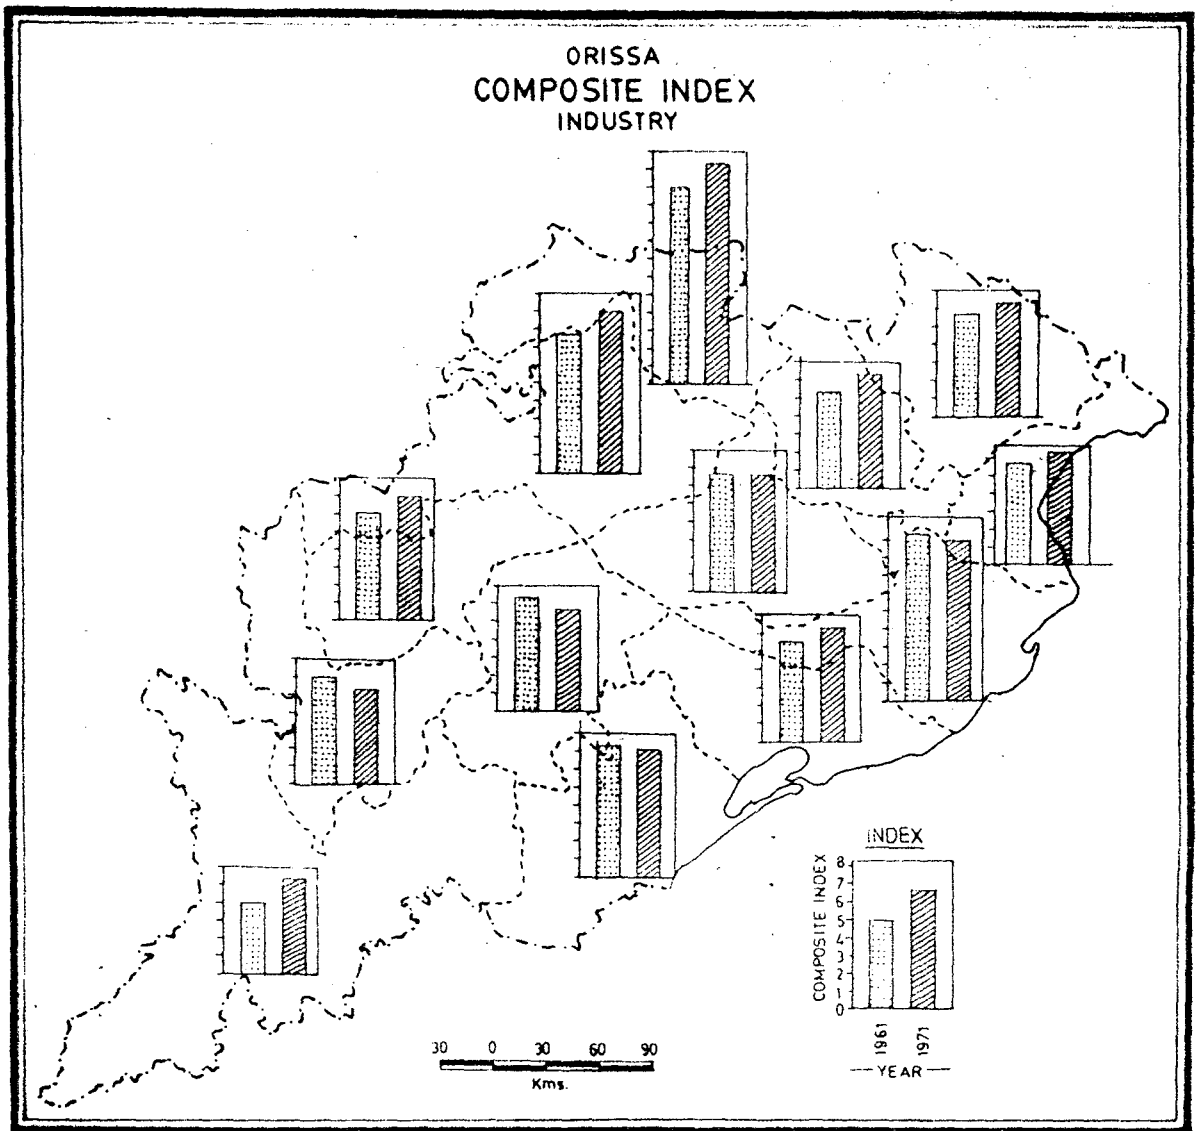 ORISSA
COMPOSITE INDEX
INDUSTRY
INDEX
COMPOSITE INDEX
8
7
6
5
4
3
2
1
0
1961
1971
YEAR
30 0 30 60 90
Kms.